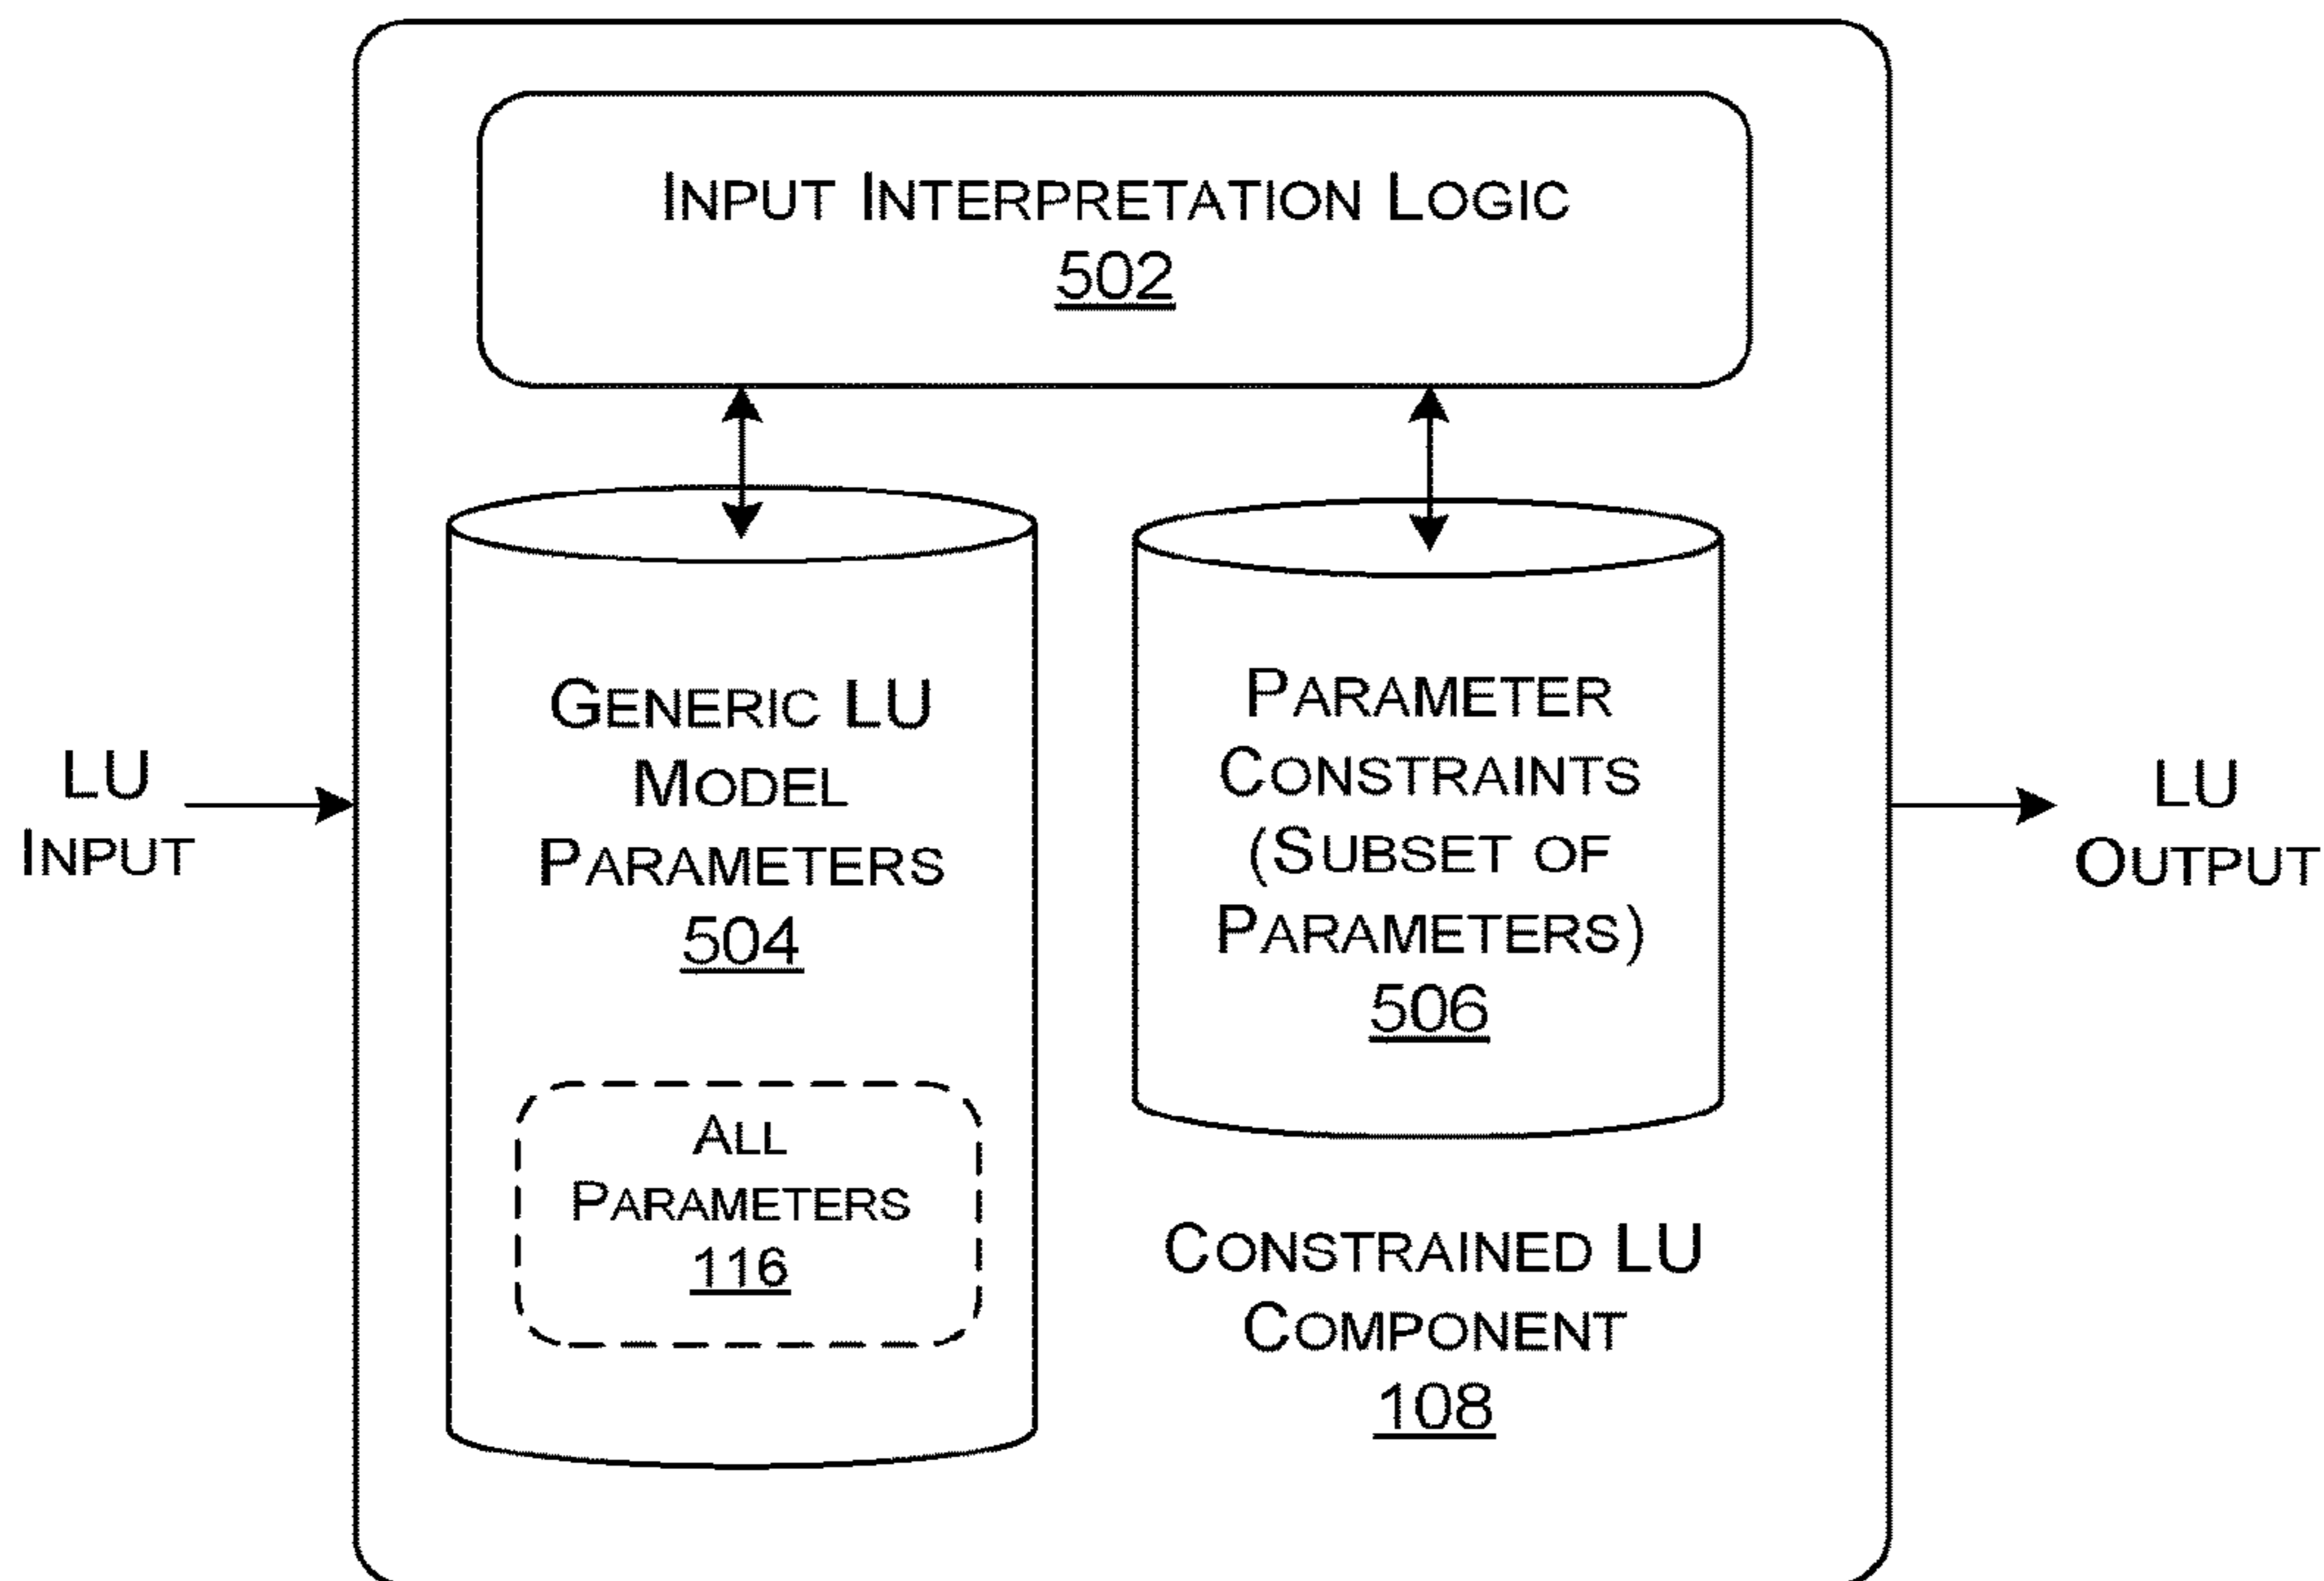 INPUT INTERPRETATION LOGIC
502
LU
INPUT
GENERIC LU
MODEL
PARAMETERS
504
ALL
PARAMETERS
116
PARAMETER
CONSTRAINTS
(SUBSET OF
PARAMETERS)
506
CONSTRAINED LU
COMPONENT
108
LU
OUTPUT